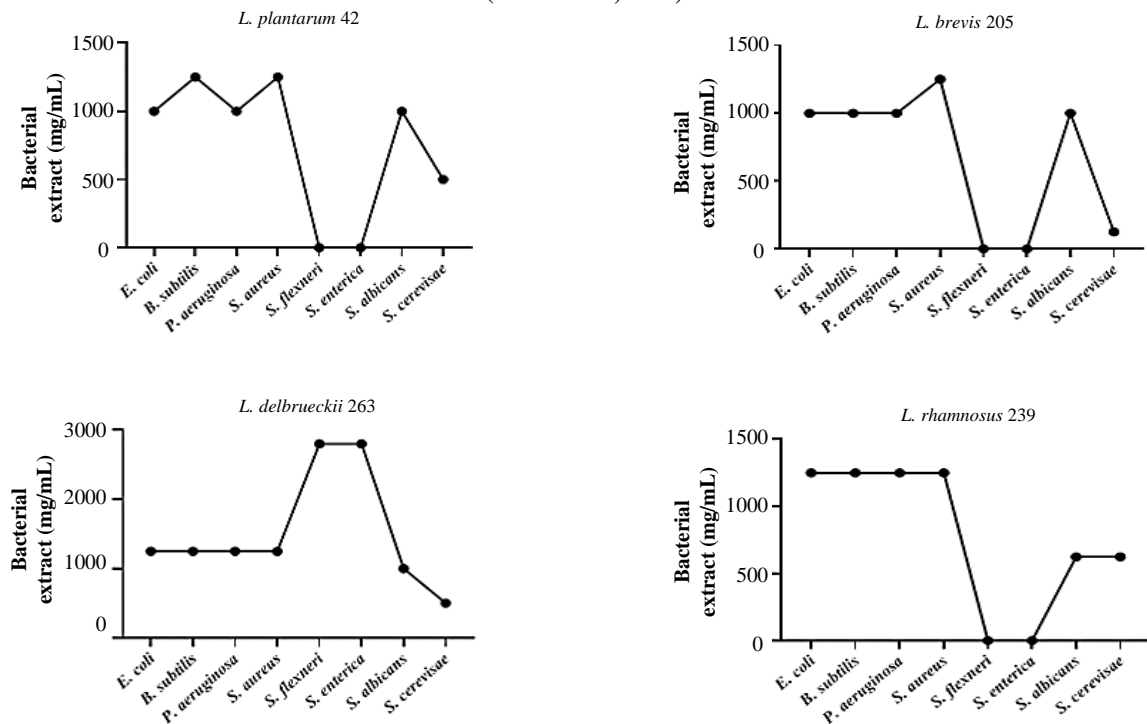 L. plantarum 42
1500
1000
500
0
Bacterial
extract (mg/mL)
E. coli
B. subtilis
P. aeruginosa
S. aureus
S. flexneri
S. enterica
S. albicans
S. cerevisae
L. brevis 205
1500
1000
500
0
Bacterial
extract (mg/mL)
E. coli
B. subtilis
P. aeruginosa
S. aureus
S. flexneri
S. enterica
S. albicans
S. cerevisae
L. delbrueckii 263
3000
2000
1000
0
Bacterial
extract (mg/mL)
E. coli
B. subtilis
P. aeruginosa
S. aureus
S. flexneri
S. enterica
S. albicans
S. cerevisae
L. rhamnosus 239
1500
1000
500
0
Bacterial
extract (mg/mL)
E. coli
B. subtilis
P. aeruginosa
S. aureus
S. flexneri
S. enterica
S. albicans
S. cerevisae